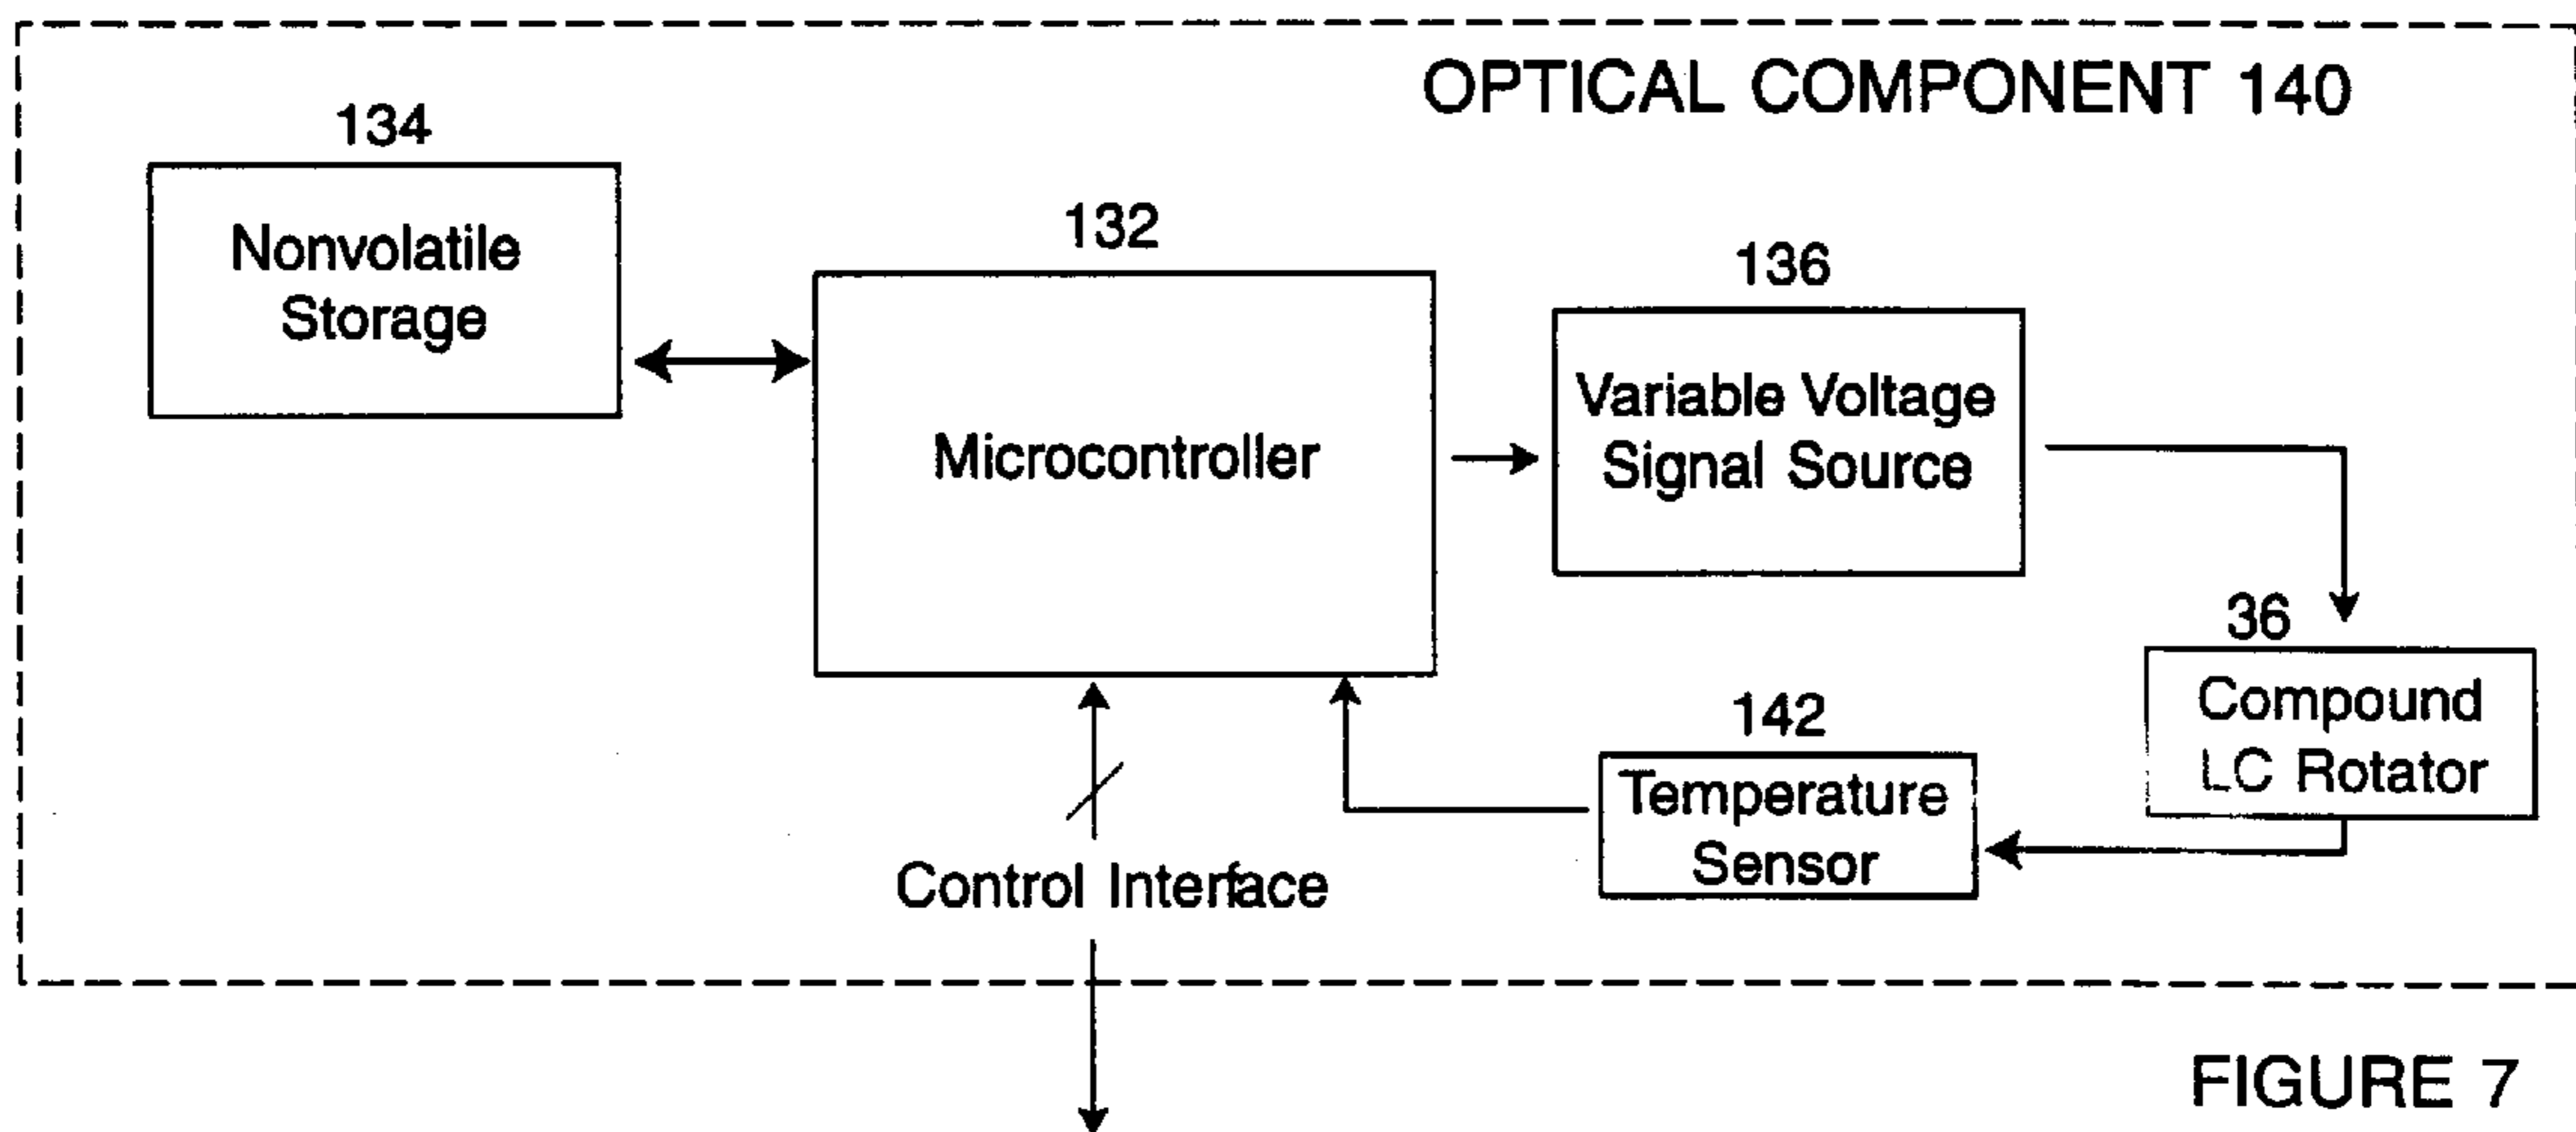 OPTICAL COMPONENT 140
134
Nonvolatile
Storage
132
Microcontroller
136
Variable Voltage
Signal Source
36
Compound
LC Rotator
142
Temperature
Sensor
Control Interface
FIGURE 7